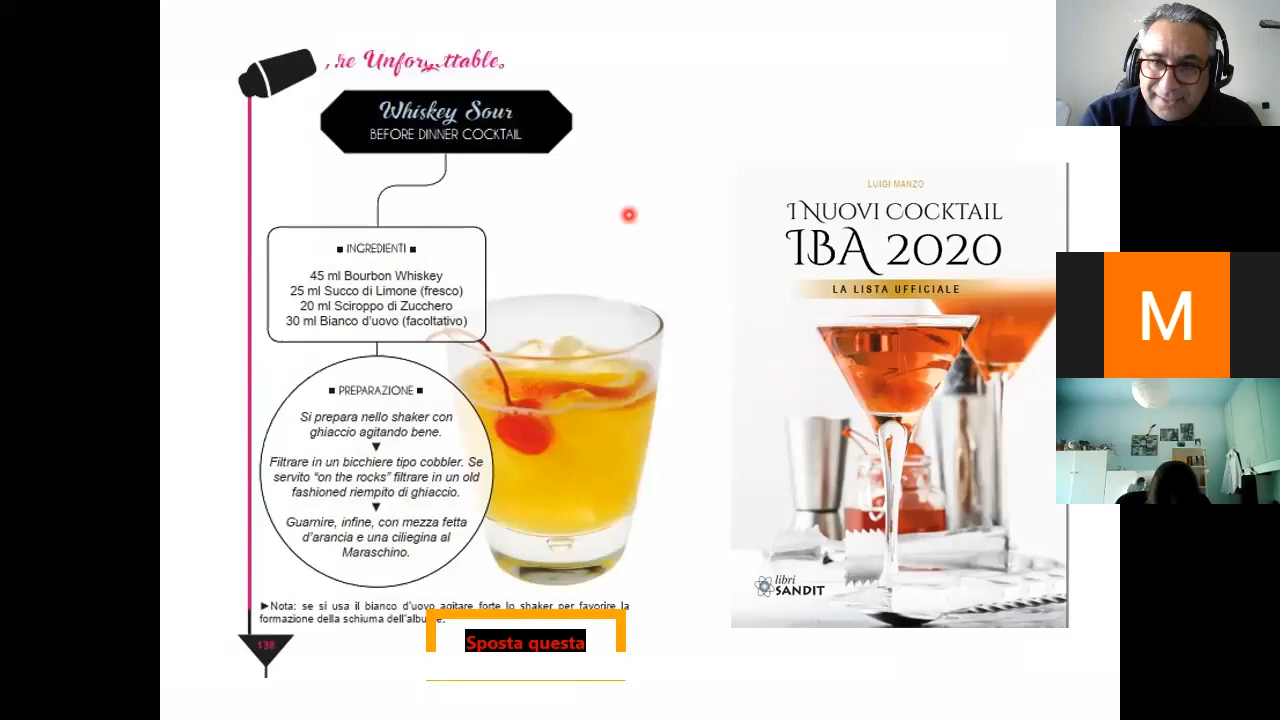 The Unforgettables
Whiskey Sour
BEFORE DINNER COCKTAIL
■ INGREDIENTI ■
45 ml Bourbon Whiskey
25 ml Succo di Limone (fresco)
20 ml Sciroppo di Zucchero
30 ml Bianco d'uovo (facoltativo)
■ PREPARAZIONE ■
Si prepara nello shaker con
ghiaccio agitando bene.
▼
Filtrare in un bicchiere tipo cobbler. Se
servito "on the rocks" filtrare in un old
fashioned riempito di ghiaccio.
▼
Guarnire, infine, con mezza fetta
d'arancia e una ciliegina al
Maraschino.
►Nota: se si usa il bianco d'uovo agitare forte lo shaker per favorire la
formazione della schiuma dell'albume.
138
Sposta questa
LUIGI MANZO
I NUOVI COCKTAIL
IBA 2020
LA LISTA UFFICIALE
libri
SANDIT
M